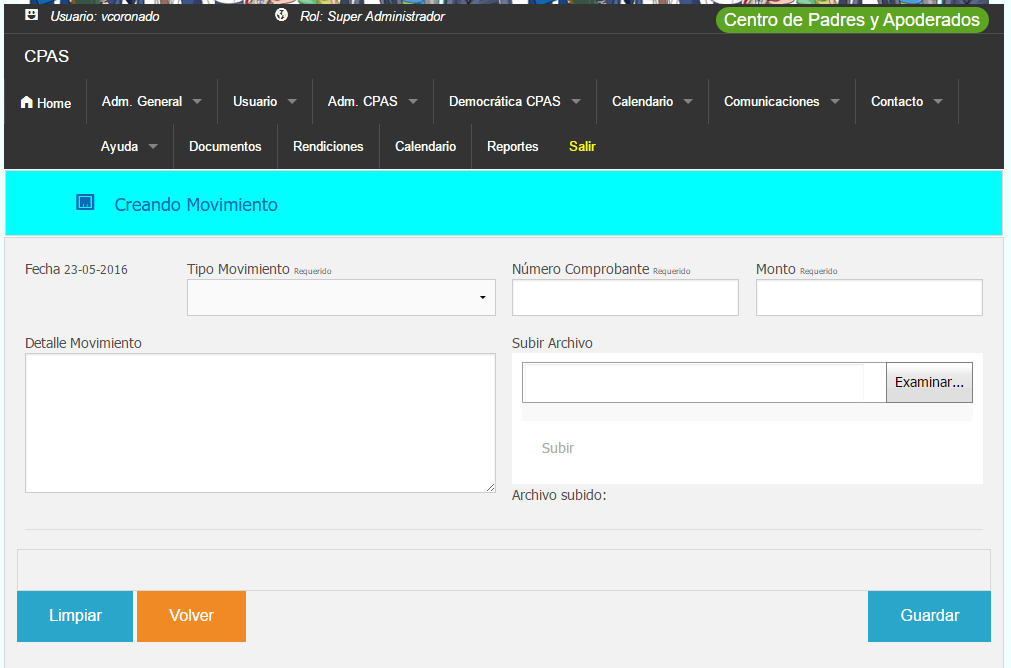 Usuario: vcoronado Rol: Super Administrador Centro de Padres y Apoderados
CPAS
Home Adm. General Usuario Adm. CPAS Democrática CPAS Calendario Comunicaciones Contacto
Ayuda Documentos Rendiciones Calendario Reportes Salir
Creando Movimiento
Fecha 23-05-2016 Tipo Movimiento Requerido Número Comprobante Requerido Monto Requerido
Detalle Movimiento Subir Archivo
Examinar...
Subir
Archivo subido:
Limpiar Volver Guardar